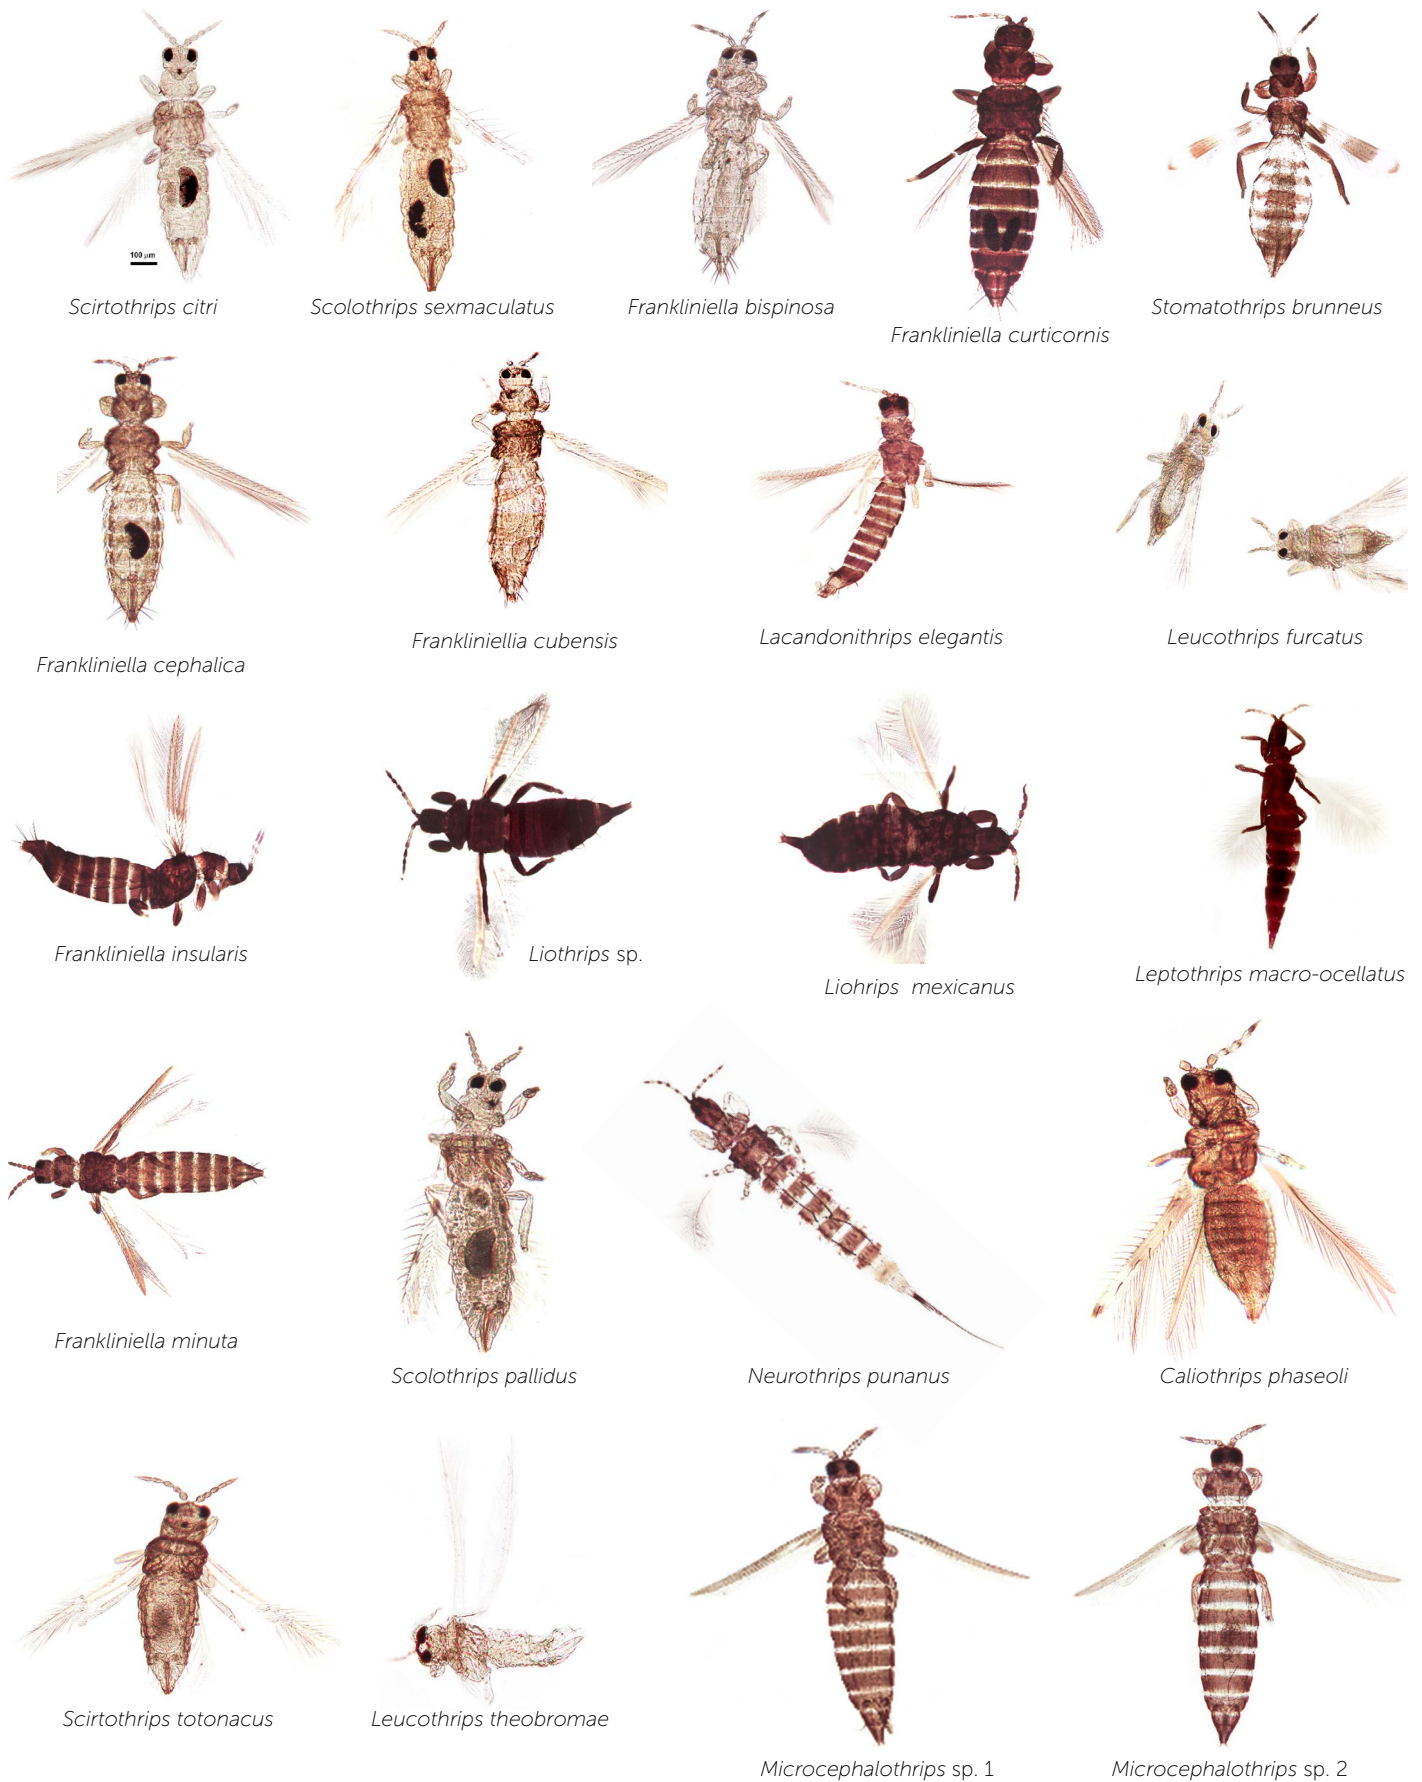 100 µm
Scirtothrips citri
Scolothrips sexmaculatus
Frankliniella bispinosa
Frankliniella curticornis
Stomatothrips brunneus
Frankliniella cephalica
Frankliniellia cubensis
Lacandonithrips elegantis
Leucothrips furcatus
Frankliniella insularis
Liothrips sp.
Liohrips mexicanus
Leptothrips macro-ocellatus
Frankliniella minuta
Scolothrips pallidus
Neurothrips punanus
Caliothrips phaseoli
Scirtothrips totonacus
Leucothrips theobromae
Microcephalothrips sp. 1
Microcephalothrips sp. 2